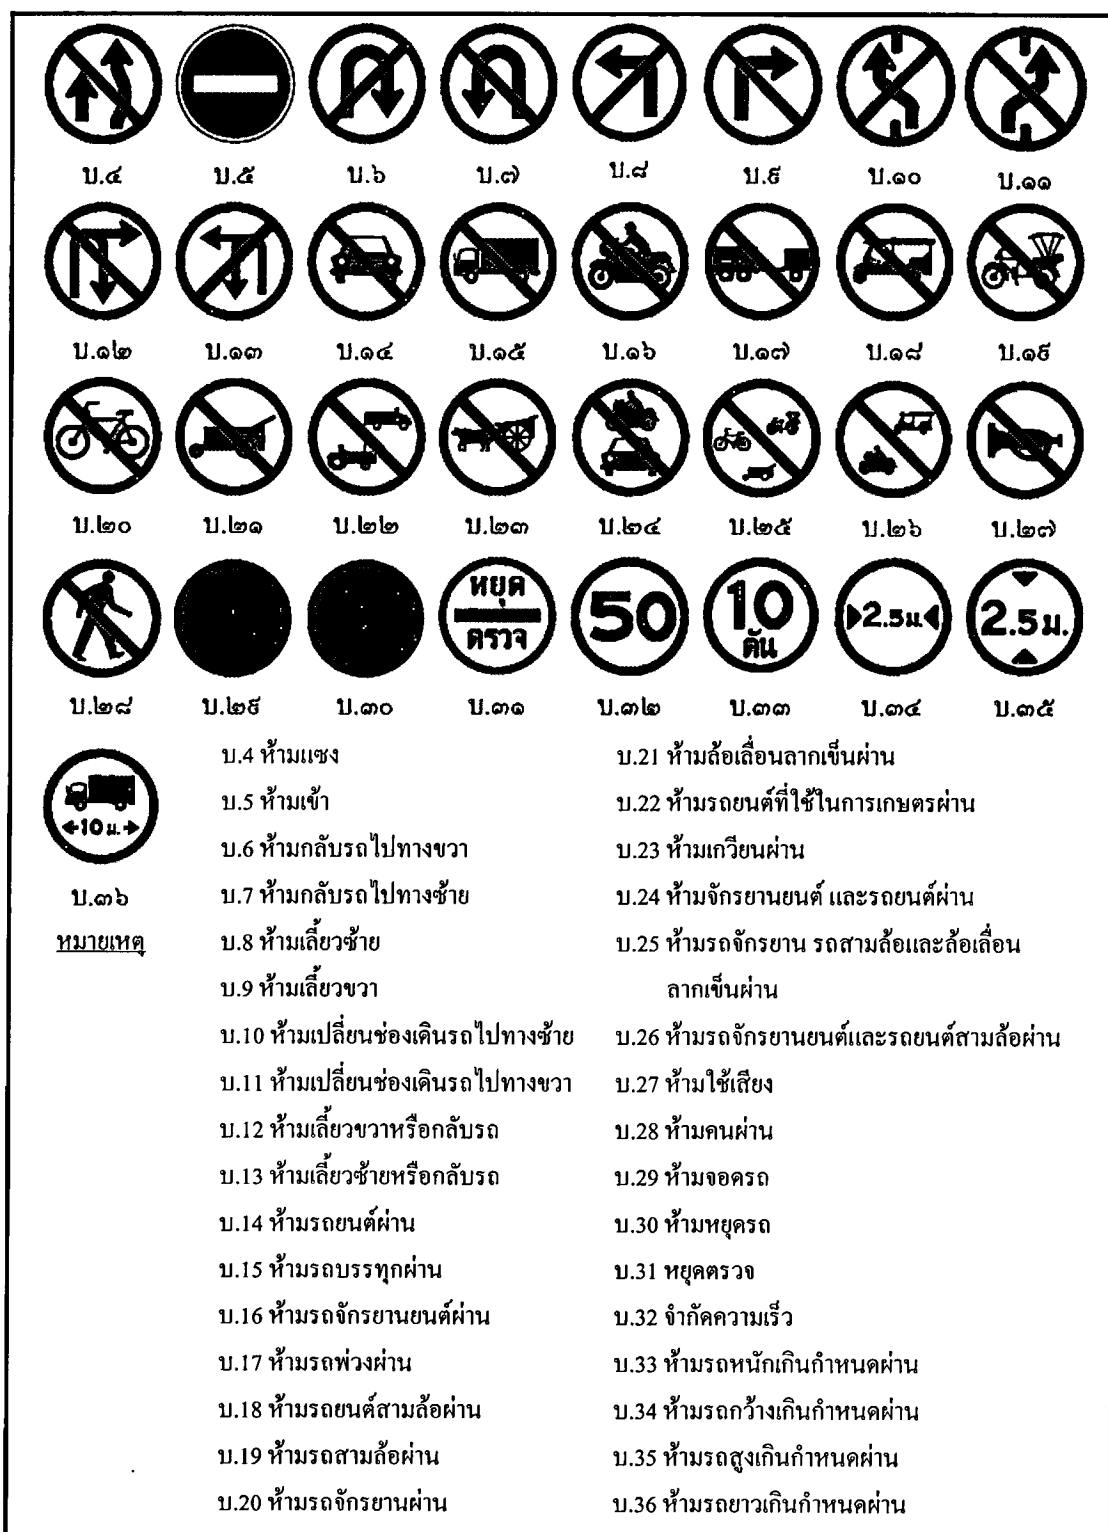 บ.๔ บ.๕ บ.๖ บ.๗ บ.๘ บ.๙ บ.๑๐ บ.๑๑
บ.๑๒ บ.๑๓ บ.๑๔ บ.๑๕ บ.๑๖ บ.๑๗ บ.๑๘ บ.๑๙
บ.๒๐ บ.๒๑ บ.๒๒ บ.๒๓ บ.๒๔ บ.๒๕ บ.๒๖ บ.๒๗
หยุด
ตรวจ
50
10
ตัน
2.5ม.
2.5ม.
บ.๒๘ บ.๒๙ บ.๓๐ บ.๓๑ บ.๓๒ บ.๓๓ บ.๓๔ บ.๓๕
10 ม.
บ.๓๖
หมายเหตุ
บ.4 ห้ามแซง
บ.5 ห้ามเข้า
บ.6 ห้ามกลับรถไปทางขวา
บ.7 ห้ามกลับรถไปทางซ้าย
บ.8 ห้ามเลี้ยวซ้าย
บ.9 ห้ามเลี้ยวขวา
บ.10 ห้ามเปลี่ยนช่องเดินรถไปทางซ้าย
บ.11 ห้ามเปลี่ยนช่องเดินรถไปทางขวา
บ.12 ห้ามเลี้ยวขวาหรือกลับรถ
บ.13 ห้ามเลี้ยวซ้ายหรือกลับรถ
บ.14 ห้ามรถยนต์ผ่าน
บ.15 ห้ามรถบรรทุกผ่าน
บ.16 ห้ามรถจักรยานยนต์ผ่าน
บ.17 ห้ามรถพ่วงผ่าน
บ.18 ห้ามรถยนต์สามล้อผ่าน
บ.19 ห้ามรถสามล้อผ่าน
บ.20 ห้ามรถจักรยานผ่าน
บ.21 ห้ามล้อเลื่อนลากเข็นผ่าน
บ.22 ห้ามรถยนต์ที่ใช้ในการเกษตรผ่าน
บ.23 ห้ามเกวียนผ่าน
บ.24 ห้ามจักรยานยนต์ และรถยนต์ผ่าน
บ.25 ห้ามรถจักรยาน รถสามล้อและล้อเลื่อน
ลากเข็นผ่าน
บ.26 ห้ามรถจักรยานยนต์และรถยนต์สามล้อผ่าน
บ.27 ห้ามใช้เสียง
บ.28 ห้ามคนผ่าน
บ.29 ห้ามจอดรถ
บ.30 ห้ามหยุดรถ
บ.31 หยุดตรวจ
บ.32 จำกัดความเร็ว
บ.33 ห้ามรถหนักเกินกำหนดผ่าน
บ.34 ห้ามรถกว้างเกินกำหนดผ่าน
บ.35 ห้ามรถสูงเกินกำหนดผ่าน
บ.36 ห้ามรถยาวเกินกำหนดผ่าน